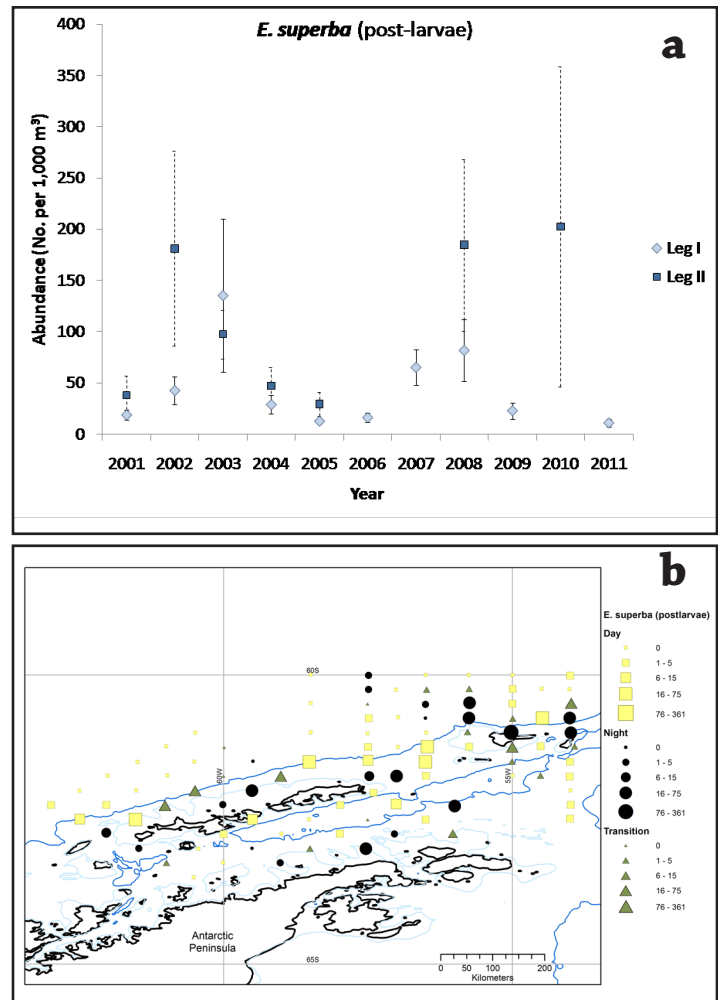 E. superba (post-larvae)
a
400
350
300
250
200
150
100
50
0
Abundance (No. per 1,000 m³)
2001 2002 2003 2004 2005 2006 2007 2008 2009 2010 2011
Year
Leg I
Leg II
b
60S
60W
55W
65S
Antarctic
Peninsula
0 25 50 100 150 200
Kilometers
E. superba (postlarvae)
Day
0
1 - 5
6 - 15
16 - 75
76 - 361
Night
0
1 - 5
6 - 15
16 - 75
76 - 361
Transition
0
1 - 5
6 - 15
16 - 75
76 - 361